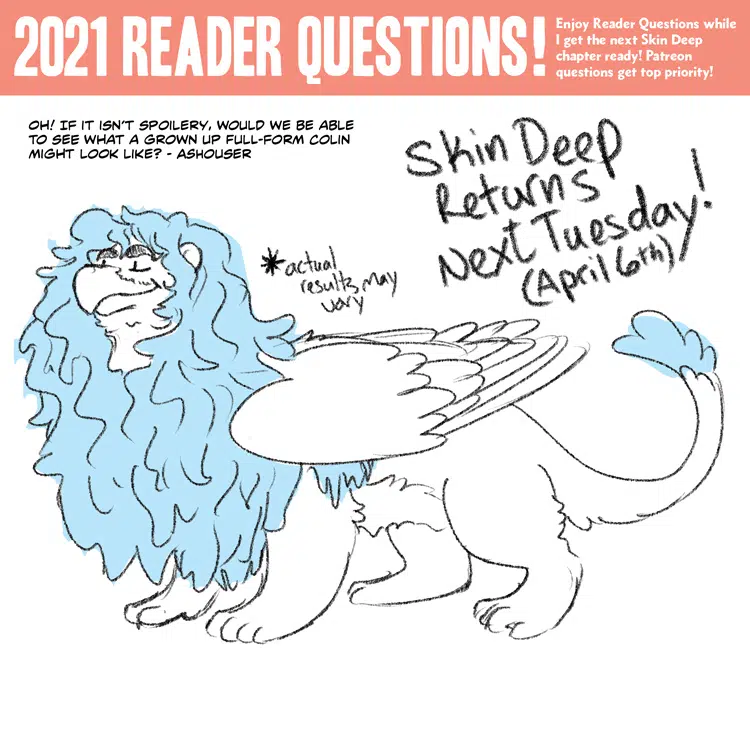 2021 READER QUESTIONS!
Enjoy Reader Questions while
I get the next Skin Deep
chapter ready! Patreon
questions get top priority!
OH! IF IT ISN'T SPOILERY, WOULD WE BE ABLE
TO SEE WHAT A GROWN UP FULL-FORM COLIN
MIGHT LOOK LIKE? - ASHOUSER
Skin Deep
Returns
Next Tuesday!
(April 6th)
*actual
results may
vary